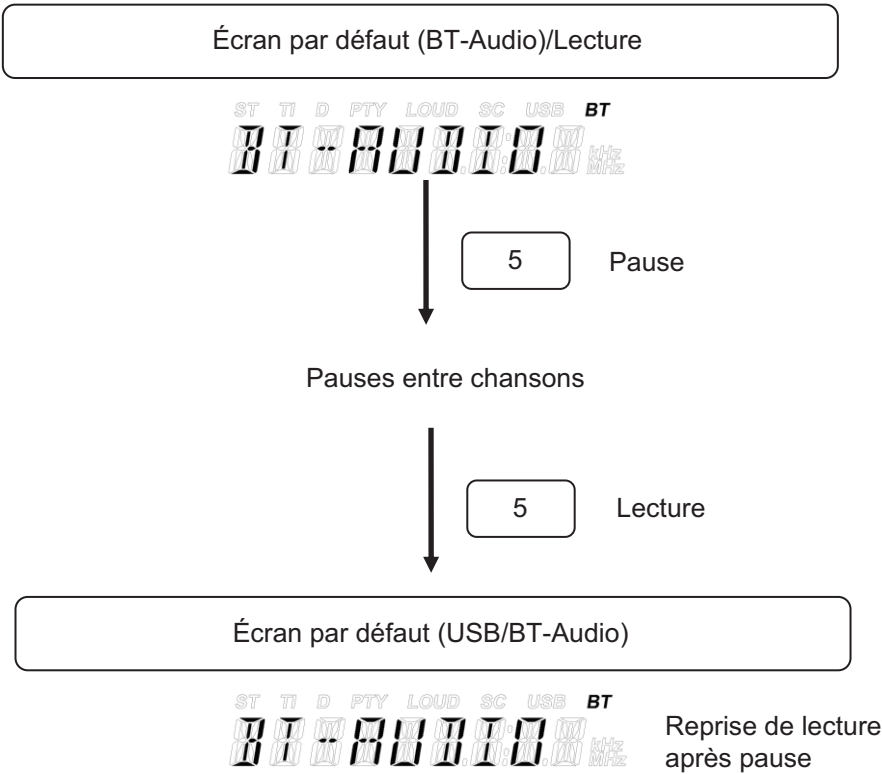 Écran par défaut (BT-Audio)/Lecture
ST TI D PTY LOUD SC USB BT
BT-AUDIO kHz
MHz
5 Pause
Pauses entre chansons
5 Lecture
Écran par défaut (USB/BT-Audio)
ST TI D PTY LOUD SC USB BT
BT-AUDIO kHz
MHz
Reprise de lecture
après pause